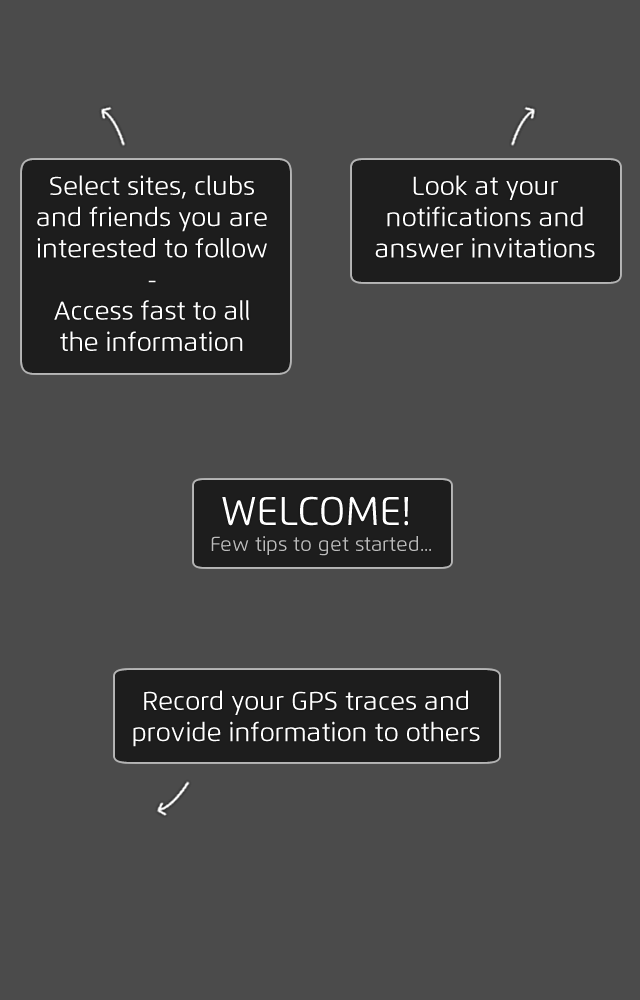 Select sites, clubs
and friends you are
interested to follow
-
Access fast to all
the information
Look at your
notifications and
answer invitations
WELCOME!
Few tips to get started...
Record your GPS traces and
provide information to others